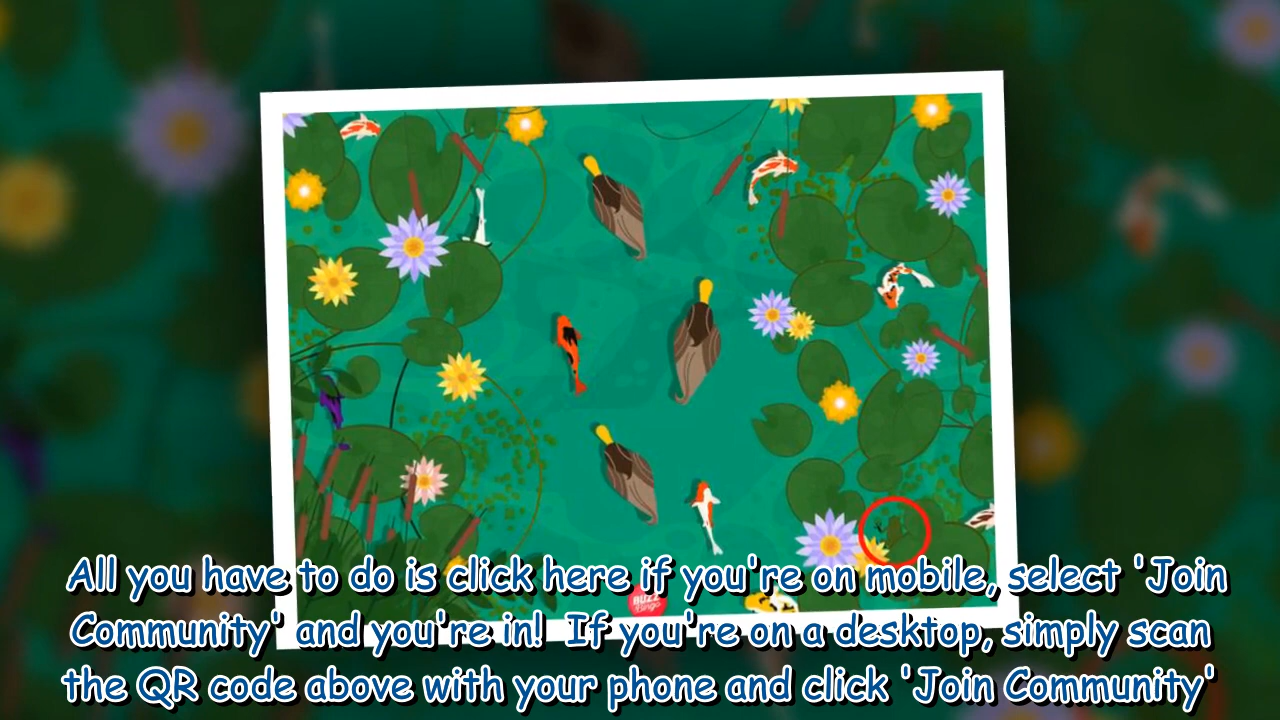 BUZZ
Bingo
All you have to do is click here if you're on mobile, select 'Join
Community' and you're in!  If you're on a desktop, simply scan
the QR code above with your phone and click 'Join Community'